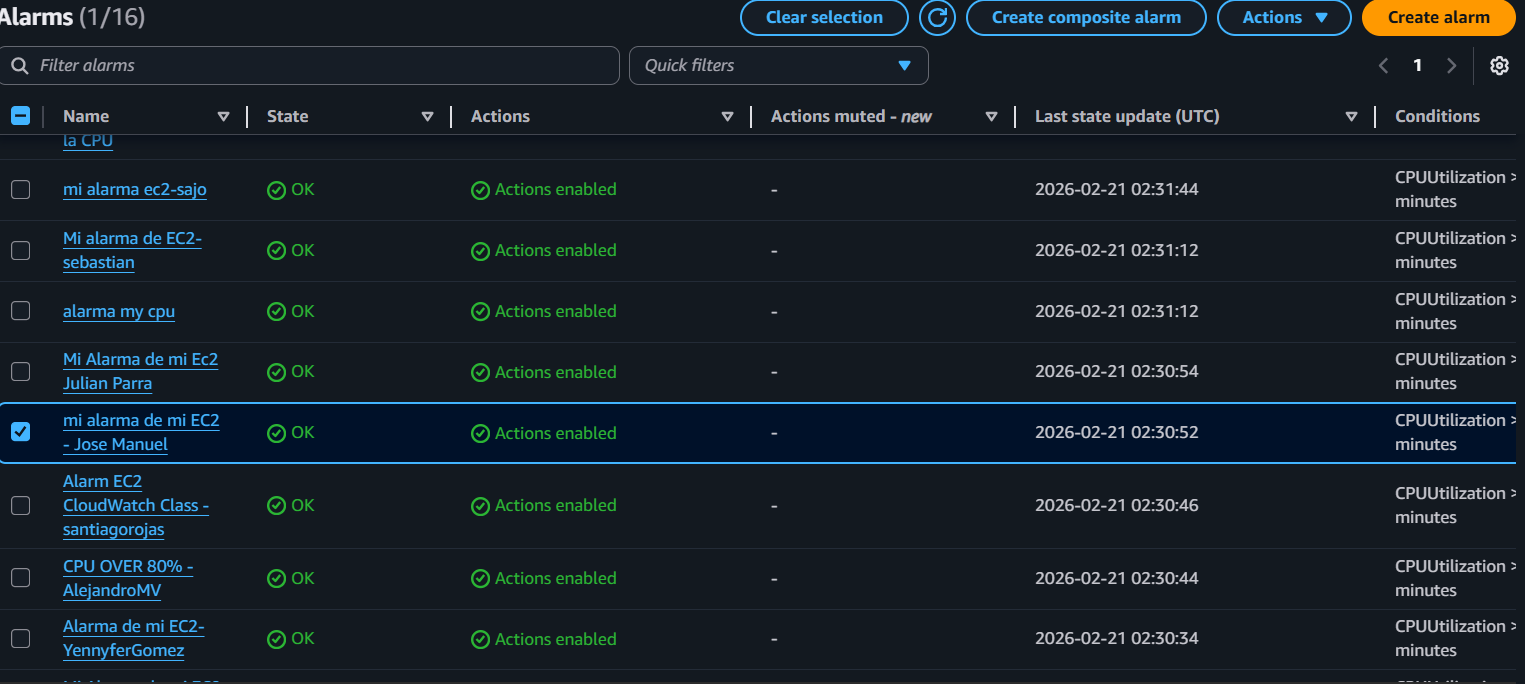 Alarms (1/16)
Clear selection
Create composite alarm
Actions
Create alarm
Filter alarms
Quick filters
1
Name
State
Actions
Actions muted - new
Last state update (UTC)
Conditions
la CPU
mi alarma ec2-sajo
OK
Actions enabled
-
2026-02-21 02:31:44
CPUUtilization >
minutes
Mi alarma de EC2-
sebastian
OK
Actions enabled
-
2026-02-21 02:31:12
CPUUtilization >
minutes
alarma my cpu
OK
Actions enabled
-
2026-02-21 02:31:12
CPUUtilization >
minutes
Mi Alarma de mi Ec2
Julian Parra
OK
Actions enabled
-
2026-02-21 02:30:54
CPUUtilization >
minutes
mi alarma de mi EC2
- Jose Manuel
OK
Actions enabled
-
2026-02-21 02:30:52
CPUUtilization >
minutes
Alarm EC2
CloudWatch Class -
santiagorojas
OK
Actions enabled
-
2026-02-21 02:30:46
CPUUtilization >
minutes
CPU OVER 80% -
AlejandroMV
OK
Actions enabled
-
2026-02-21 02:30:44
CPUUtilization >
minutes
Alarma de mi EC2-
YennyferGomez
OK
Actions enabled
-
2026-02-21 02:30:34
CPUUtilization >
minutes